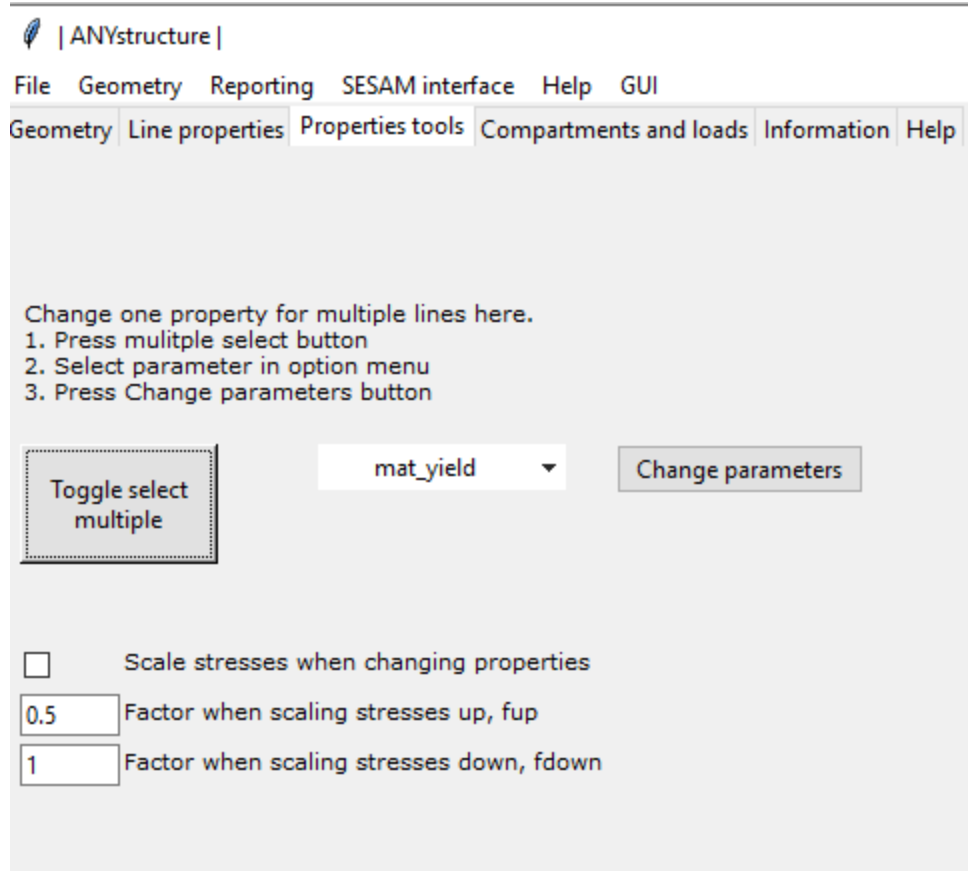 | ANYstructure |
File Geometry Reporting SESAM interface Help GUI
Geometry Line properties Properties tools Compartments and loads Information Help
Change one property for multiple lines here.
1. Press mulitple select button
2. Select parameter in option menu
3. Press Change parameters button
Toggle select
multiple
mat_yield
Change parameters
Scale stresses when changing properties
0.5 Factor when scaling stresses up, fup
1 Factor when scaling stresses down, fdown